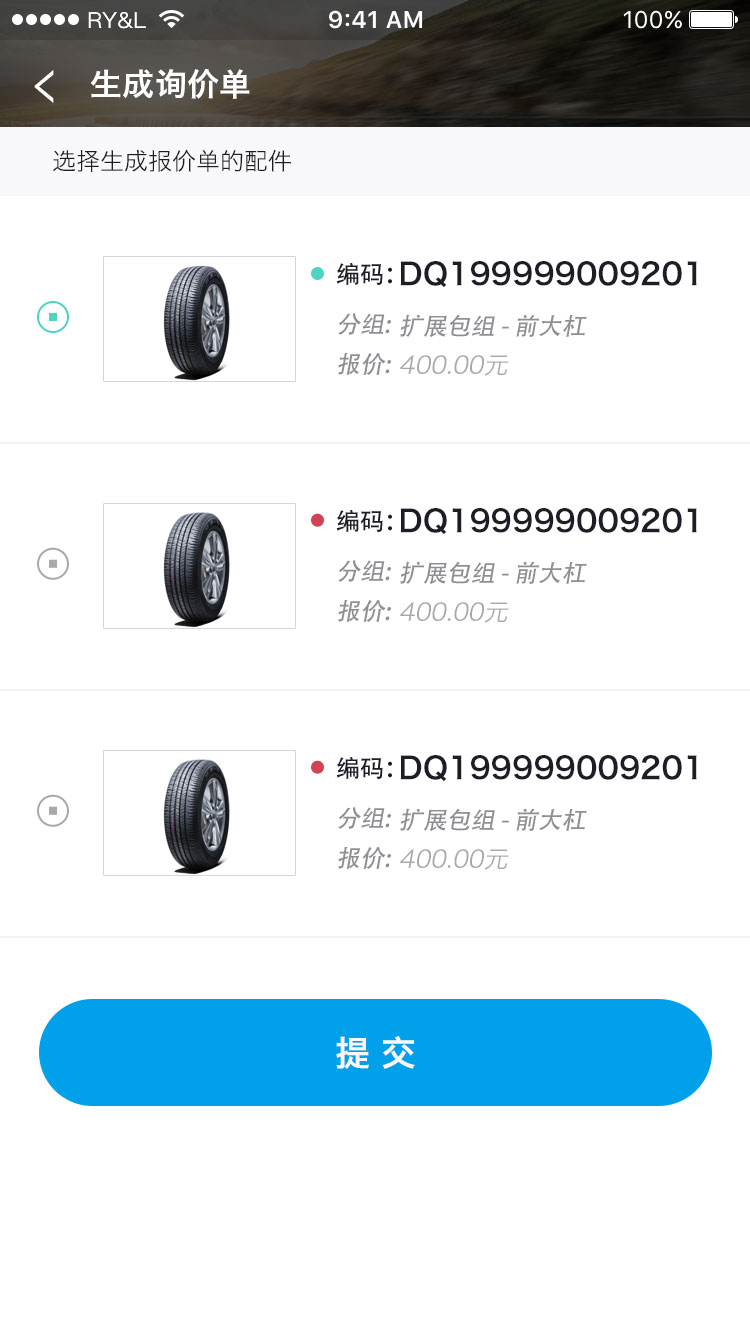 RY&L 9:41 AM 100%
生成询价单
选择生成报价单的配件
编码:DQ199999009201
分组: 扩展包组 - 前大杠
报价: 400.00元
编码:DQ199999009201
分组: 扩展包组 - 前大杠
报价: 400.00元
编码:DQ199999009201
分组: 扩展包组 - 前大杠
报价: 400.00元
提 交